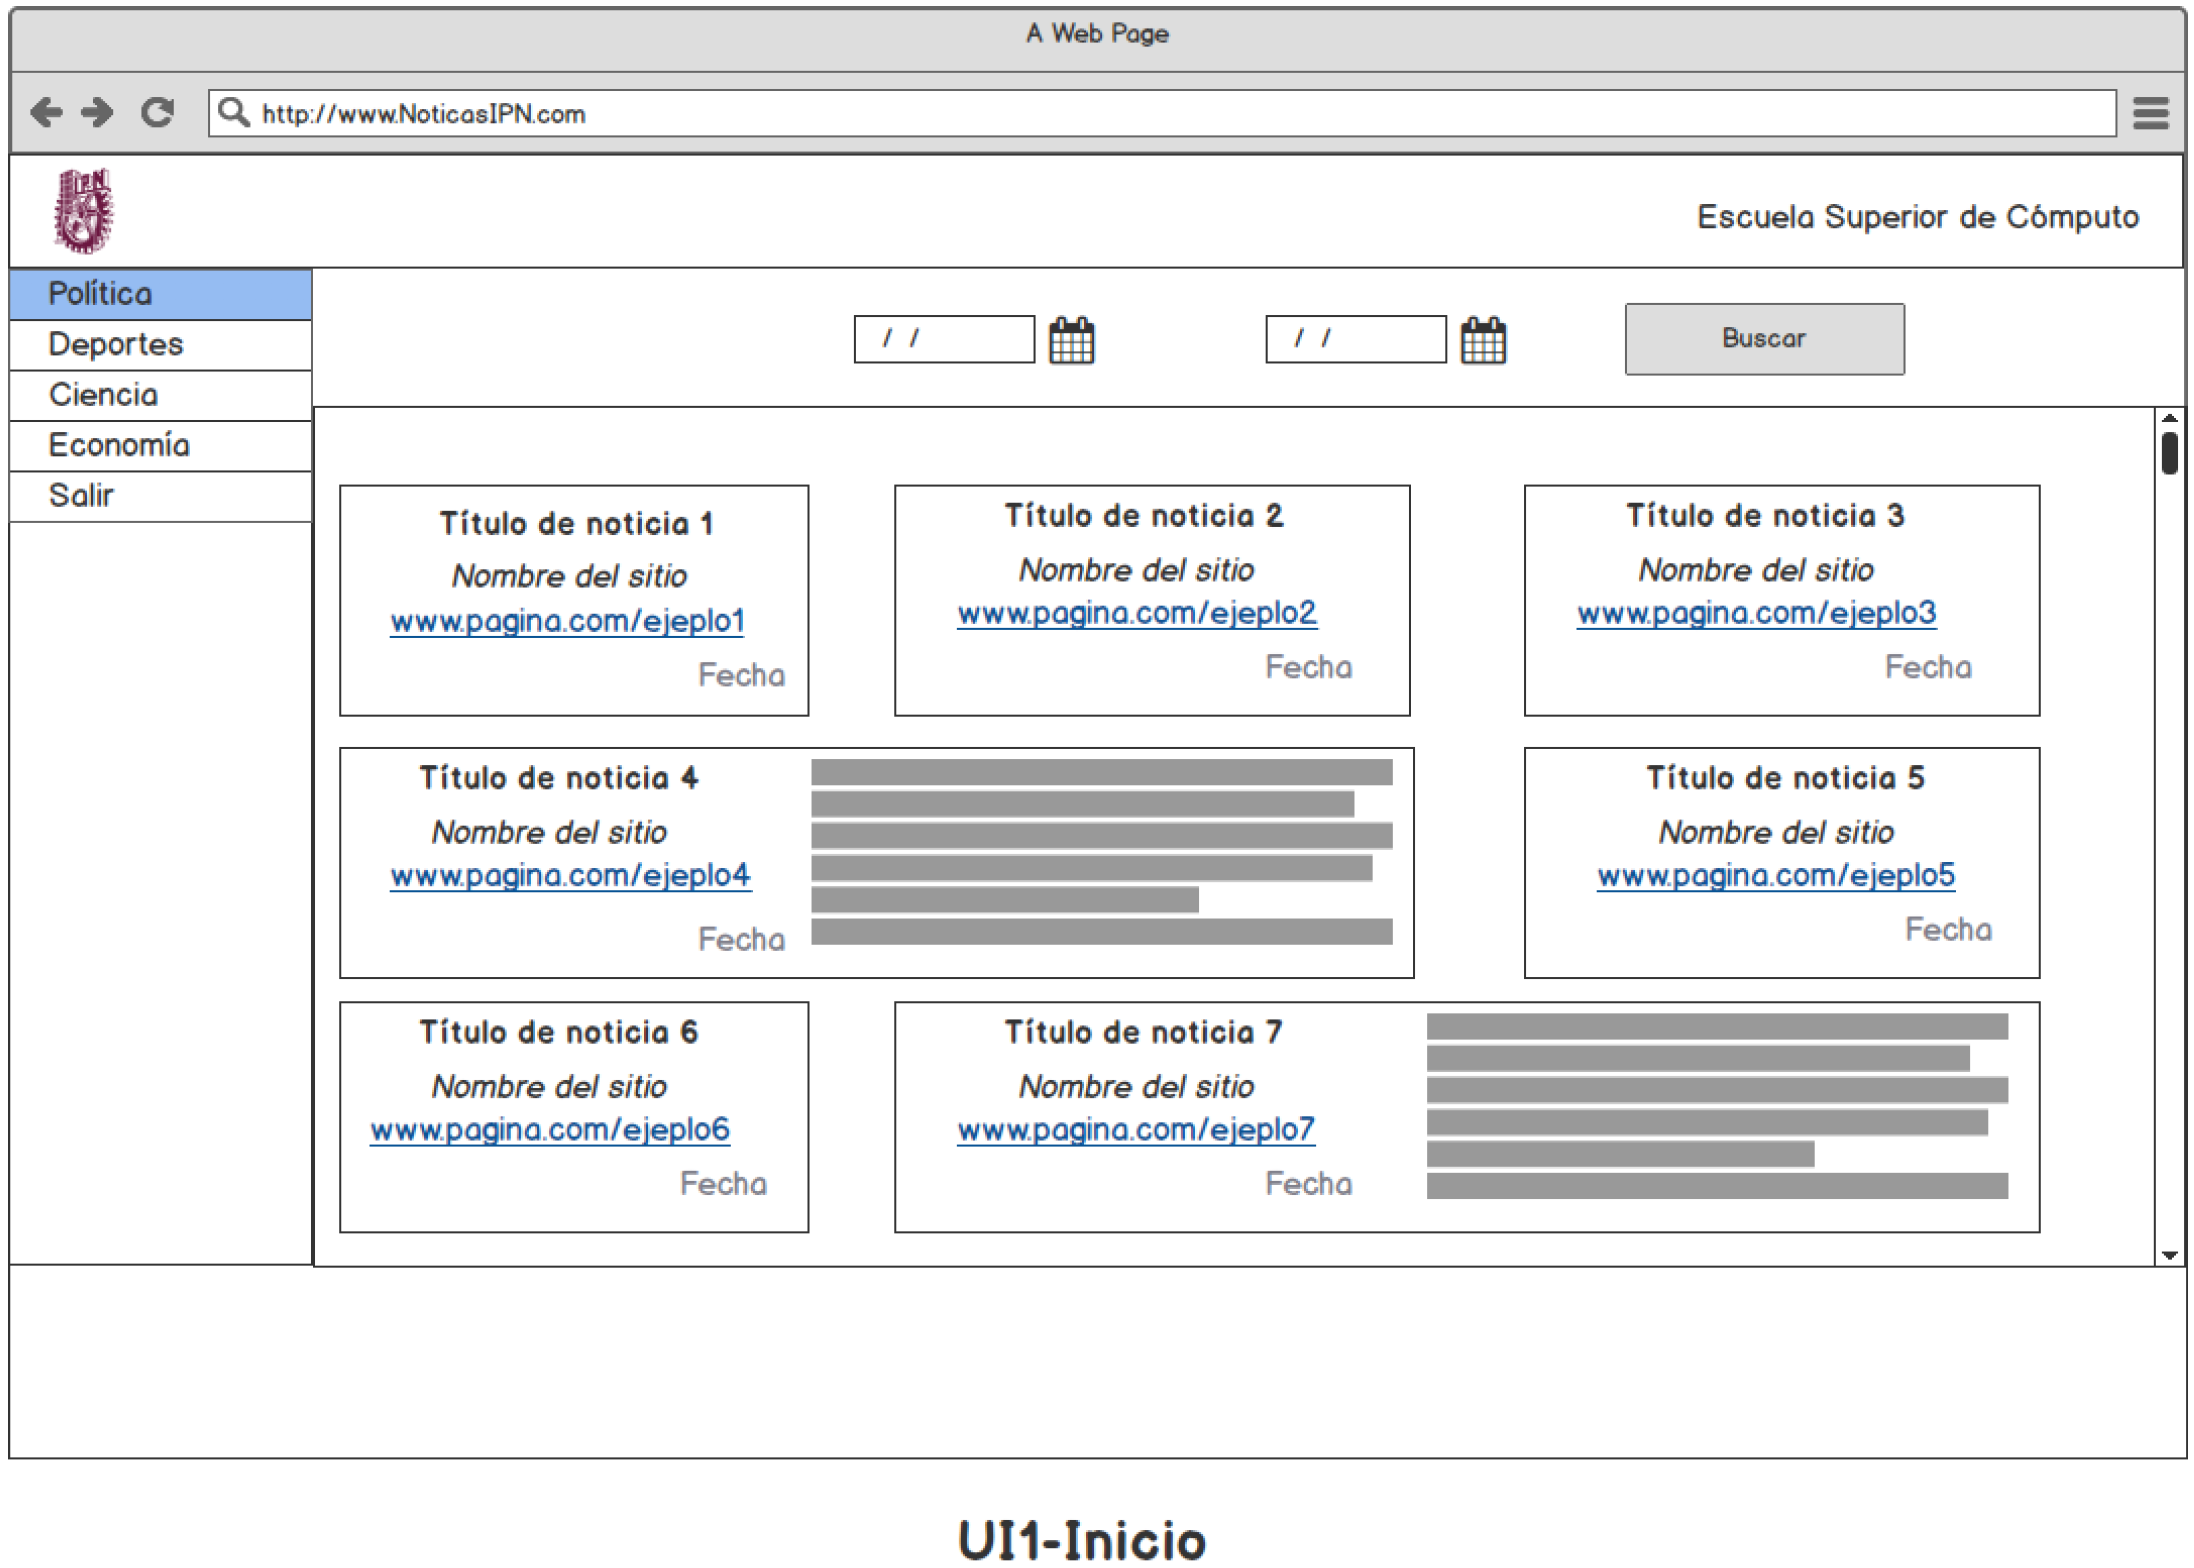 A Web Page
http://www.NoticasIPN.com
IPN
Escuela Superior de Cómputo
Política
Deportes
Ciencia
Economía
Salir
/ /
/ /
Buscar
Título de noticia 1
Nombre del sitio
www.pagina.com/ejeplo1
Fecha
Título de noticia 2
Nombre del sitio
www.pagina.com/ejeplo2
Fecha
Título de noticia 3
Nombre del sitio
www.pagina.com/ejeplo3
Fecha
Título de noticia 4
Nombre del sitio
www.pagina.com/ejeplo4
Fecha
Título de noticia 5
Nombre del sitio
www.pagina.com/ejeplo5
Fecha
Título de noticia 6
Nombre del sitio
www.pagina.com/ejeplo6
Fecha
Título de noticia 7
Nombre del sitio
www.pagina.com/ejeplo7
Fecha
UI1-Inicio